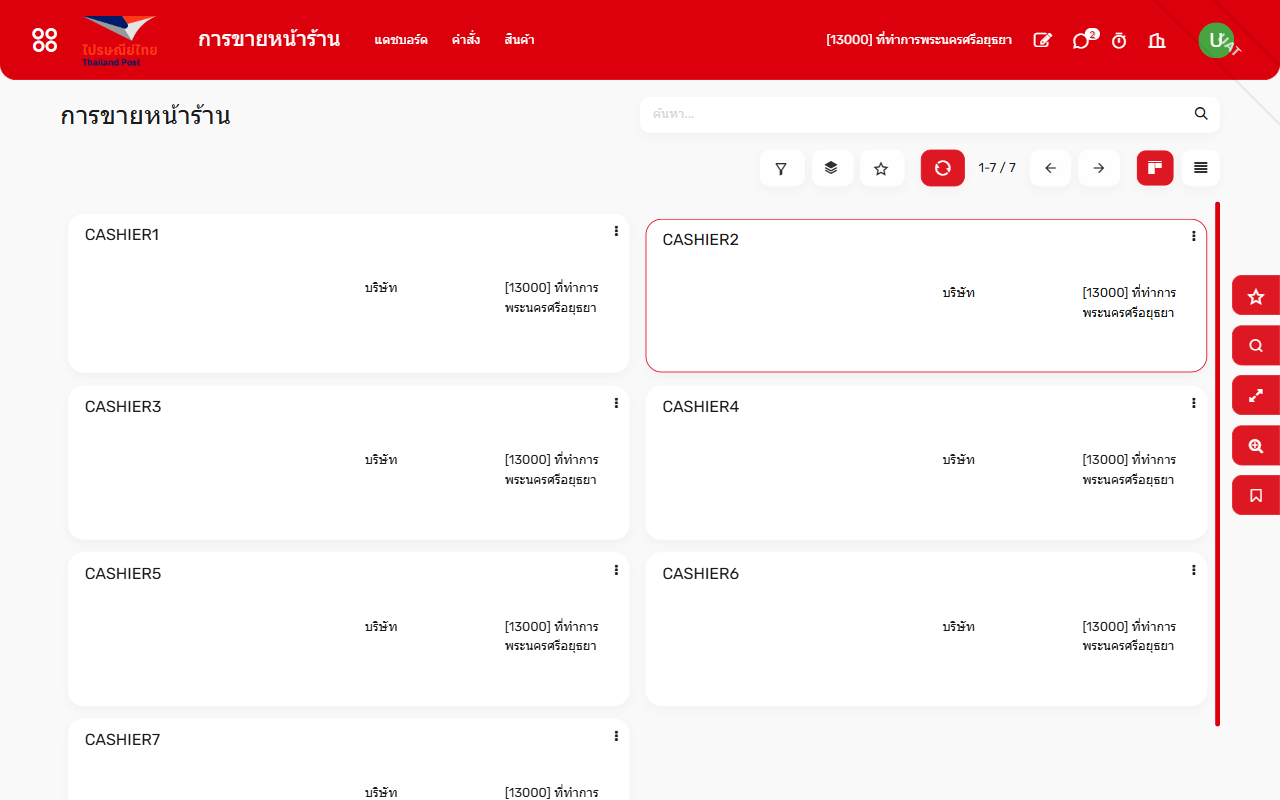 ไปรษณีย์ไทย
Thailand Post
การขายหน้าร้าน
แดชบอร์ด
คำสั่ง
สินค้า
[13000] ที่ทำการพระนครศรีอยุธยา
2
U
UAT
การขายหน้าร้าน
ค้นหา...
1-7 / 7
CASHIER1
บริษัท
[13000] ที่ทำการ
พระนครศรีอยุธยา
CASHIER2
บริษัท
[13000] ที่ทำการ
พระนครศรีอยุธยา
CASHIER3
บริษัท
[13000] ที่ทำการ
พระนครศรีอยุธยา
CASHIER4
บริษัท
[13000] ที่ทำการ
พระนครศรีอยุธยา
CASHIER5
บริษัท
[13000] ที่ทำการ
พระนครศรีอยุธยา
CASHIER6
บริษัท
[13000] ที่ทำการ
พระนครศรีอยุธยา
CASHIER7
บริษัท
[13000] ที่ทำการ